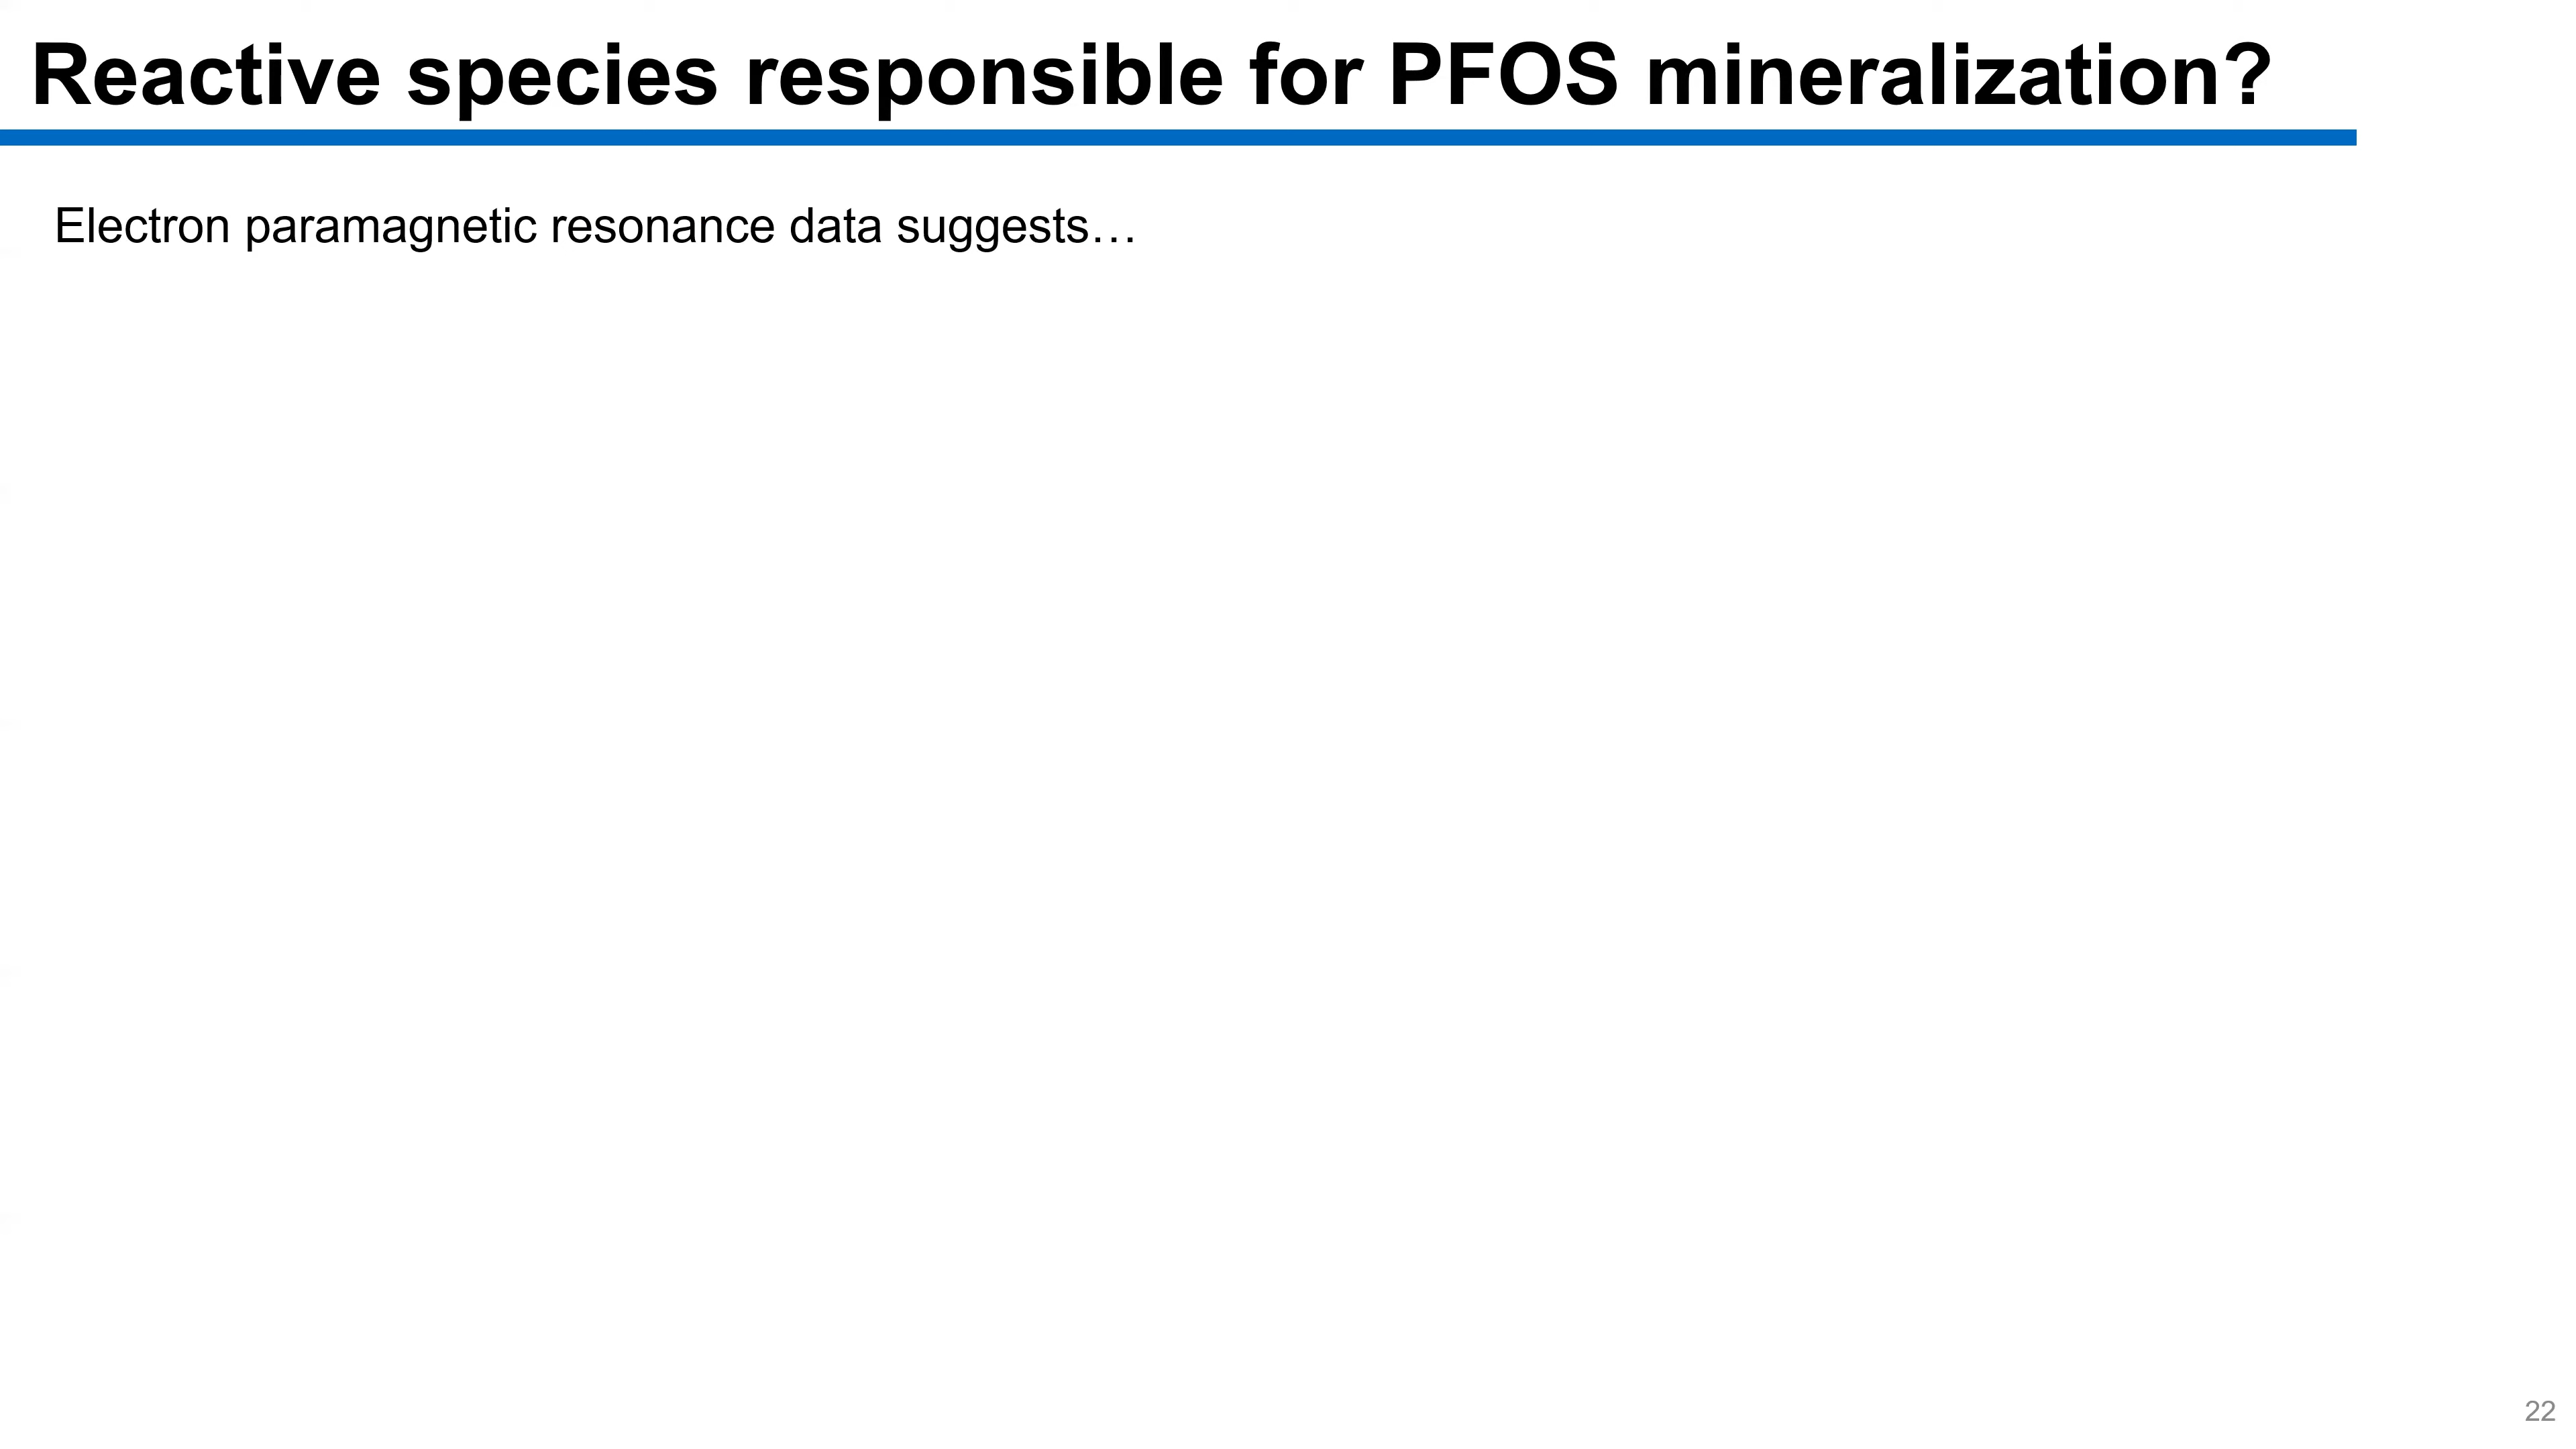 Reactive species responsible for PFOS mineralization?
Electron paramagnetic resonance data suggests…
22